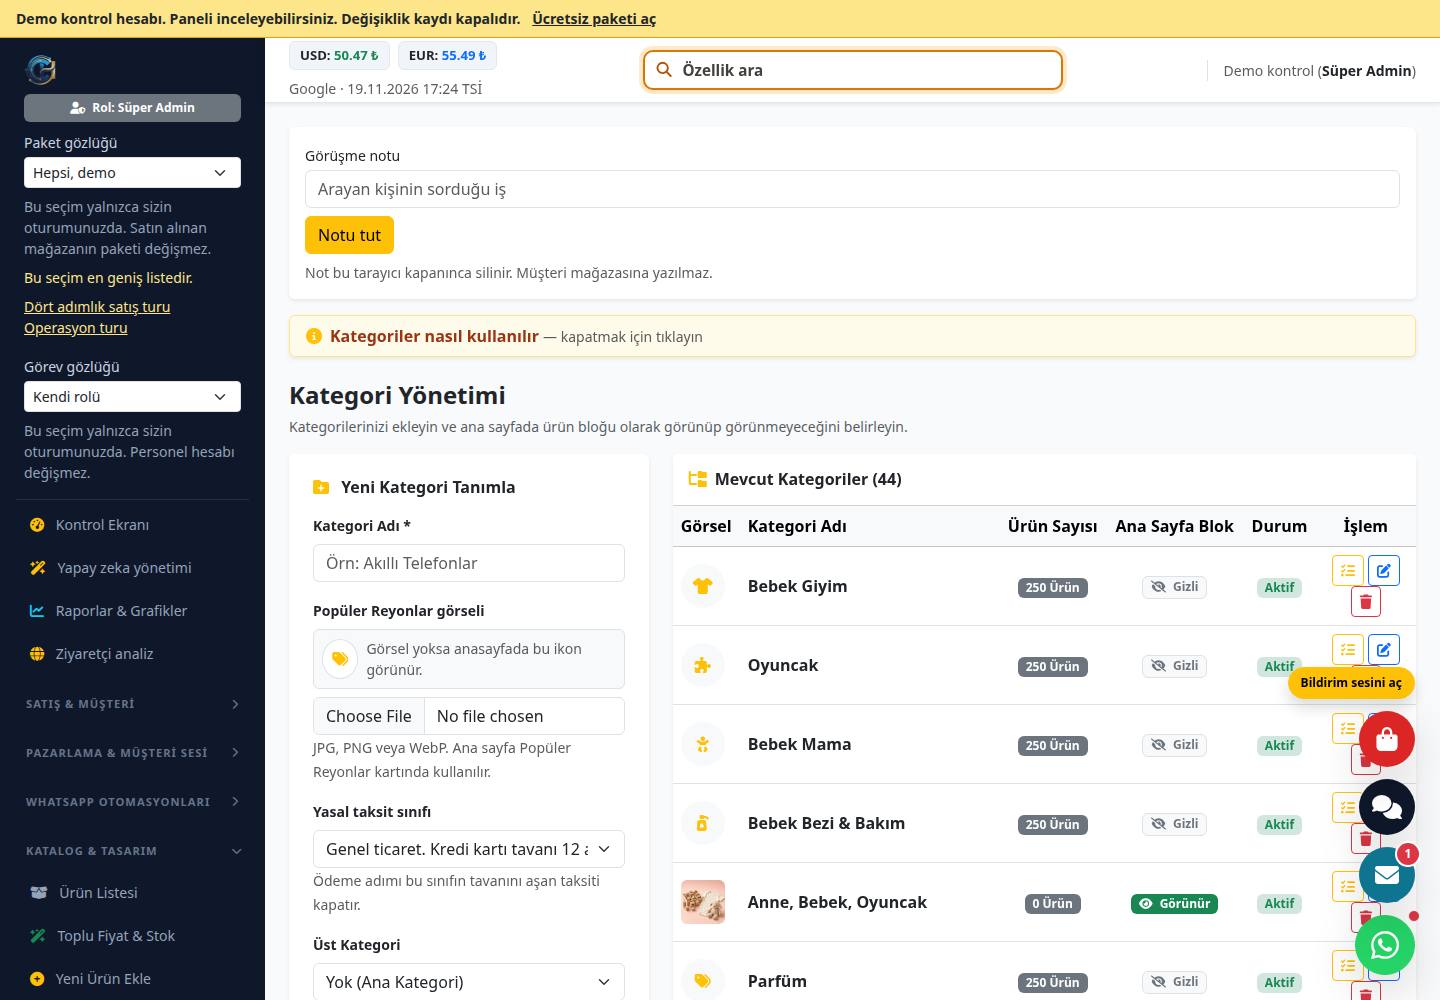 Demo kontrol hesabı. Paneli inceleyebilirsiniz. Değişiklik kaydı kapalıdır. Ücretsiz paketi aç
Rol: Süper Admin
Paket gözlüğü
Hepsi, demo
Bu seçim yalnızca sizin
oturumunuzda. Satın alınan
mağazanın paketi değişmez.
Bu seçim en geniş listedir.
Dört adımlık satış turu
Operasyon turu
Görev gözlüğü
Kendi rolü
Bu seçim yalnızca sizin
oturumunuzda. Personel hesabı
değişmez.
Kontrol Ekranı
Yapay zeka yönetimi
Raporlar & Grafikler
Ziyaretçi analiz
SATIŞ & MÜŞTERİ
PAZARLAMA & MÜŞTERİ SESİ
WHATSAPP OTOMASYONLARI
KATALOG & TASARIM
Ürün Listesi
Toplu Fiyat & Stok
Yeni Ürün Ekle
USD: 50.47 ₺ EUR: 55.49 ₺
Google · 19.11.2026 17:24 TSİ
Özellik ara
Demo kontrol (Süper Admin)
Görüşme notu
Arayan kişinin sorduğu iş
Notu tut
Not bu tarayıcı kapanınca silinir. Müşteri mağazasına yazılmaz.
Kategoriler nasıl kullanılır — kapatmak için tıklayın
Kategori Yönetimi
Kategorilerinizi ekleyin ve ana sayfada ürün bloğu olarak görünüp görünmeyeceğini belirleyin.
Yeni Kategori Tanımla
Kategori Adı *
Örn: Akıllı Telefonlar
Popüler Reyonlar görseli
Görsel yoksa anasayfada bu ikon
görünür.
Choose File No file chosen
JPG, PNG veya WebP. Ana sayfa Popüler
Reyonlar kartında kullanılır.
Yasal taksit sınıfı
Genel ticaret. Kredi kartı tavanı 12
Ödeme adımı bu sınıfın tavanını aşan taksiti
kapatır.
Üst Kategori
Yok (Ana Kategori)
Mevcut Kategoriler (44)
Görsel Kategori Adı Ürün Sayısı Ana Sayfa Blok Durum İşlem
Bebek Giyim 250 Ürün Gizli Aktif
Oyuncak 250 Ürün Gizli Aktif
Bildirim sesini aç
Bebek Mama 250 Ürün Gizli Aktif
Bebek Bezi & Bakım 250 Ürün Gizli Aktif
1
Anne, Bebek, Oyuncak 0 Ürün Görünür Aktif
Parfüm 250 Ürün Gizli Aktif